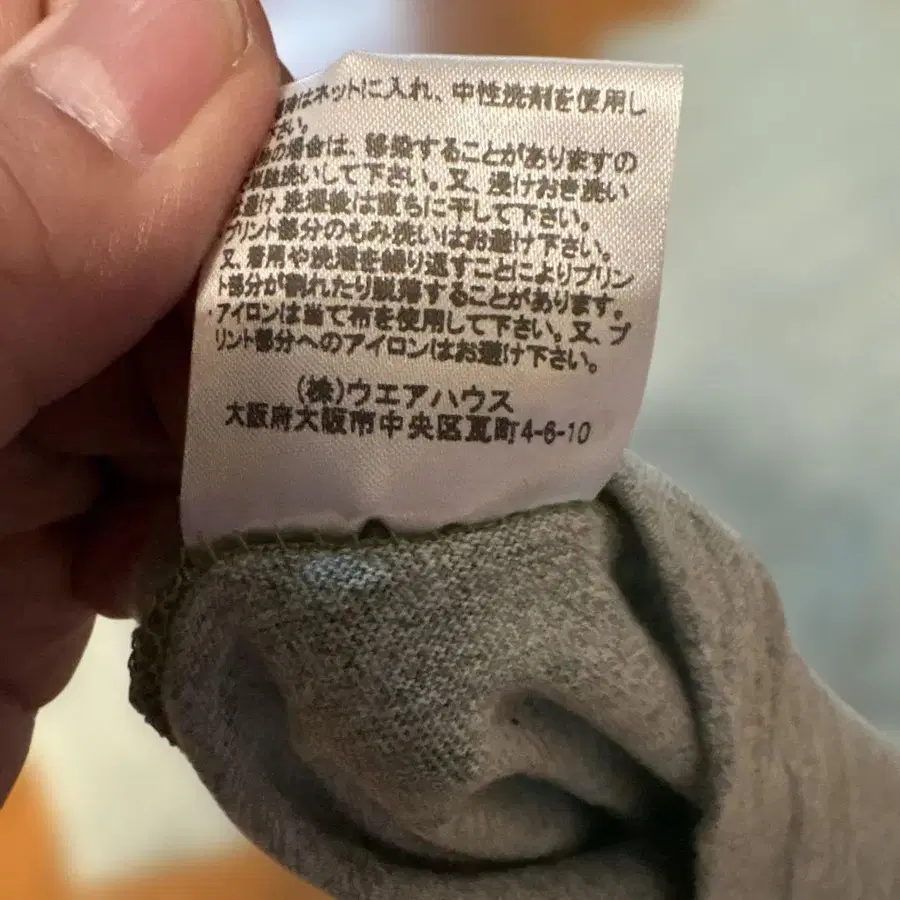 はネットに入れ、中性洗剤を使用し
さい。
の場合は、移染することがありますの
洗いして下さい。又、浸けおき洗い
避け、洗濯後は直ちに干して下さい。
プリント部分のもみ洗いはお避け下さい。
又、着用や洗濯を繰り返すことによりプリン
ト部分が割れたり脱落することがあります。
・アイロンは当て布を使用して下さい。又、プ
リント部分へのアイロンはお避け下さい。
(株)ウエアハウス
大阪府大阪市中央区瓦町4-6-10